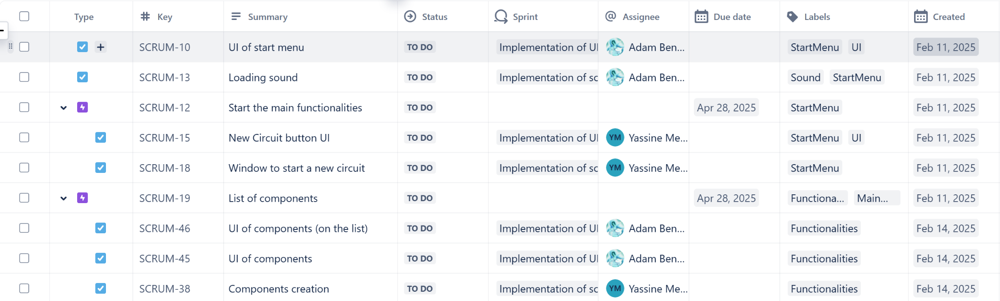 Type Key Summary Status Sprint Assignee Due date Labels Created
SCRUM-10 UI of start menu TO DO Implementation of UI Adam Ben... StartMenu UI Feb 11, 2025
SCRUM-13 Loading sound TO DO Implementation of sc Adam Ben... Sound StartMenu Feb 11, 2025
SCRUM-12 Start the main functionalities TO DO Apr 28, 2025 StartMenu Feb 11, 2025
SCRUM-15 New Circuit button UI TO DO Implementation of UI YM Yassine Me... StartMenu UI Feb 11, 2025
SCRUM-18 Window to start a new circuit TO DO Implementation of sc YM Yassine Me... StartMenu Feb 11, 2025
SCRUM-19 List of components TO DO Apr 28, 2025 Functiona... Main... Feb 11, 2025
SCRUM-46 UI of components (on the list) TO DO Implementation of UI Adam Ben... Functionalities Feb 14, 2025
SCRUM-45 UI of components TO DO Implementation of UI Adam Ben... Functionalities Feb 14, 2025
SCRUM-38 Components creation TO DO Implementation of sc YM Yassine Me... Functionalities Feb 14, 2025